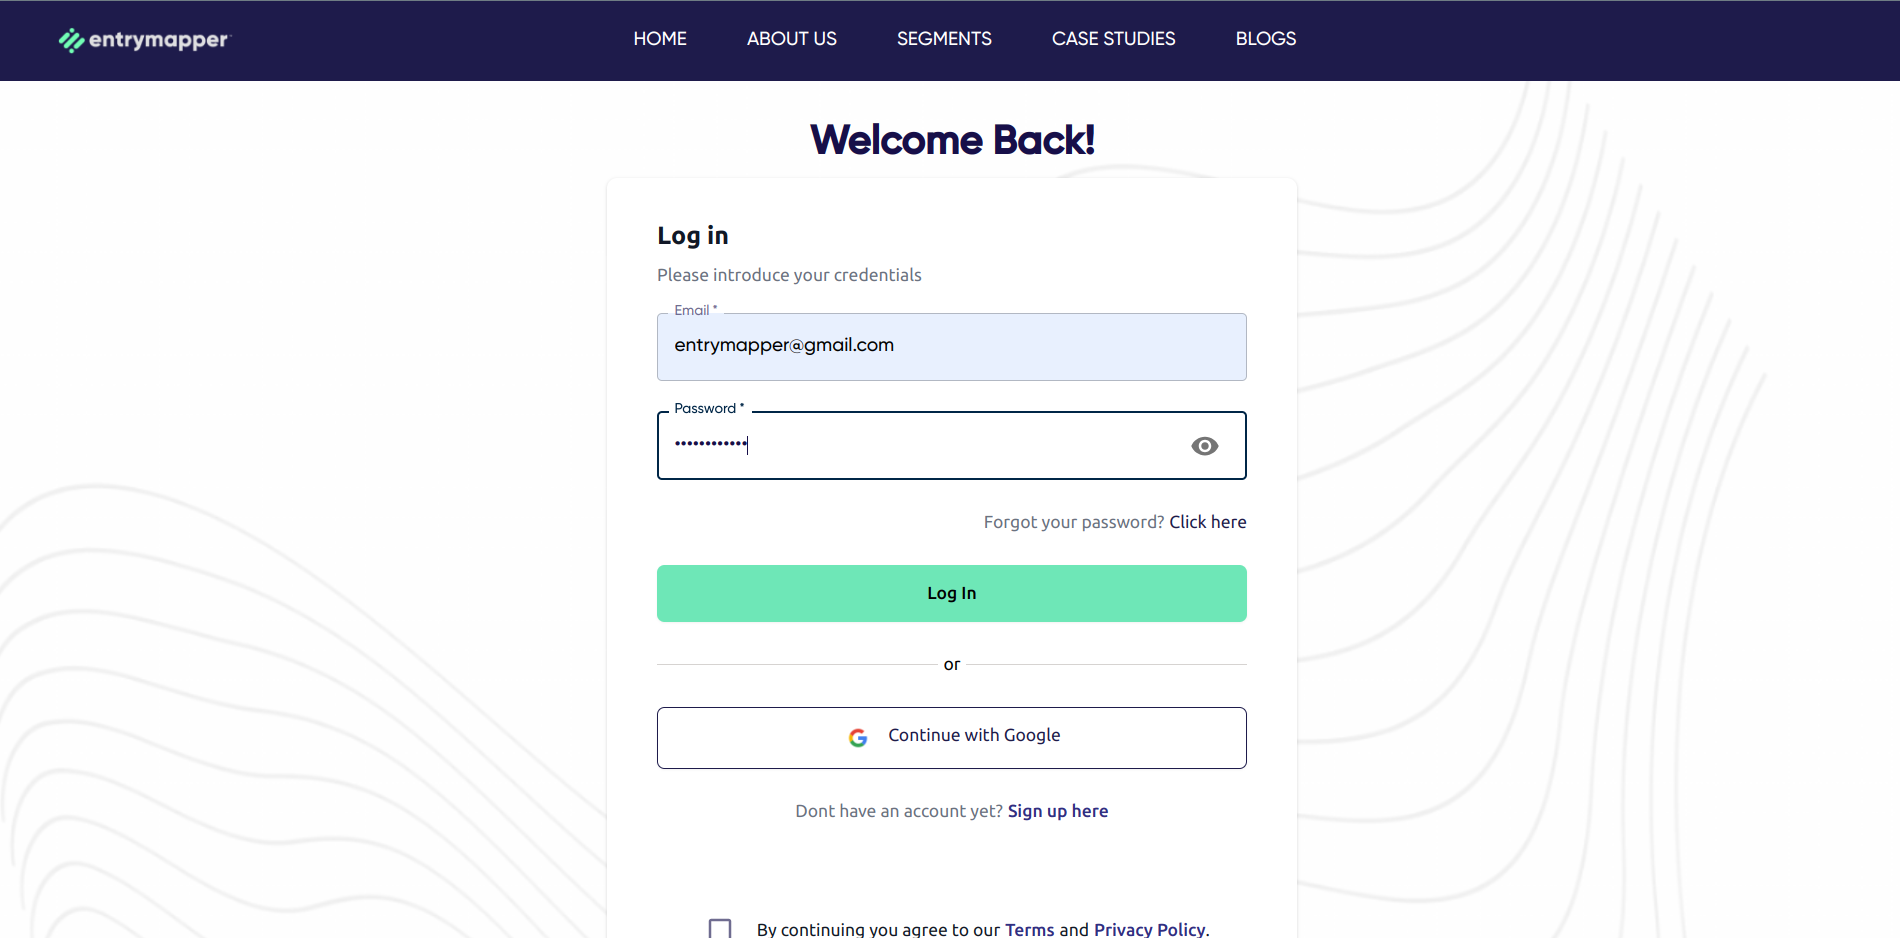 entrymapper
HOME ABOUT US SEGMENTS CASE STUDIES BLOGS
Welcome Back!
Log in
Please introduce your credentials
Email *
entrymapper@gmail.com
Password *
••••••••••••
Forgot your password? Click here
Log In
or
Continue with Google
Dont have an account yet? Sign up here
By continuing you agree to our Terms and Privacy Policy.